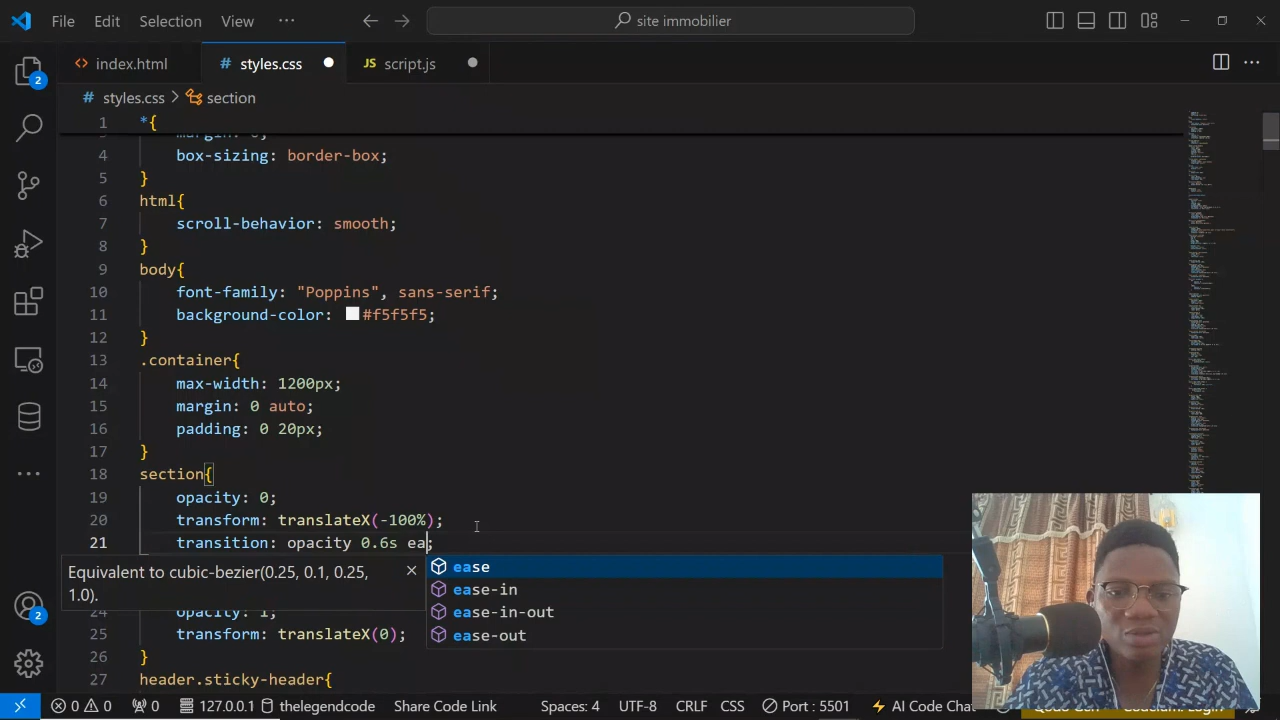 File Edit Selection View ··· site immobilier
index.html styles.css JS script.js
# styles.css > section
1 *{
4 box-sizing: border-box;
5 }
6 html{
7 scroll-behavior: smooth;
8 }
9 body{
10 font-family: "Poppins", sens-serif;
11 background-color: #f5f5f5;
12 }
13 .container{
14 max-width: 1200px;
15 margin: 0 auto;
16 padding: 0 20px;
17 }
18 section{
19 opacity: 0;
20 transform: translateX(-100%);
21 transition: opacity 0.6s ea;
Equivalent to cubic-bezier(0.25, 0.1, 0.25,
1.0).
ease
ease-in
ease-in-out
ease-out
24 opacity: 1;
25 transform: translateX(0);
26 }
27 header.sticky-header{
2
2
0 0 0 127.0.0.1 thelegendcode Share Code Link Spaces: 4 UTF-8 CRLF CSS Port : 5501 AI Code Chat